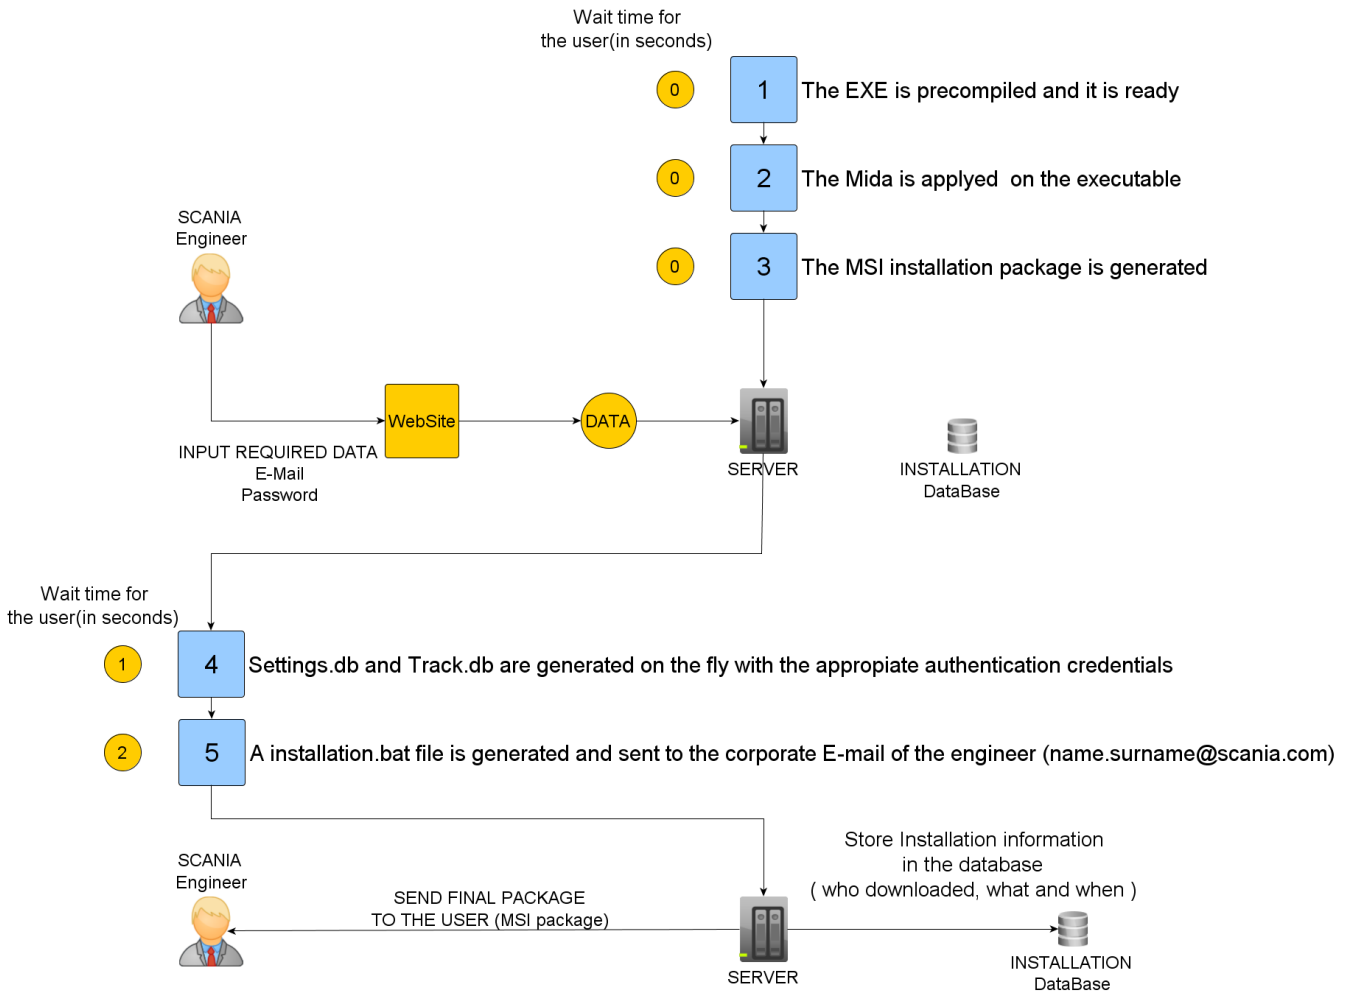 Wait time for
the user(in seconds)
0
1
The EXE is precompiled and it is ready
0
2
The Mida is applyed  on the executable
SCANIA
Engineer
0
3
The MSI installation package is generated
WebSite
DATA
INPUT REQUIRED DATA
E-Mail
Password
SERVER
INSTALLATION
DataBase
Wait time for
the user(in seconds)
1
4
Settings.db and Track.db are generated on the fly with the appropiate authentication credentials
2
5
A installation.bat file is generated and sent to the corporate E-mail of the engineer (name.surname@scania.com)
Store Installation information
in the database
( who downloaded, what and when )
SCANIA
Engineer
SEND FINAL PACKAGE
TO THE USER (MSI package)
SERVER
INSTALLATION
DataBase